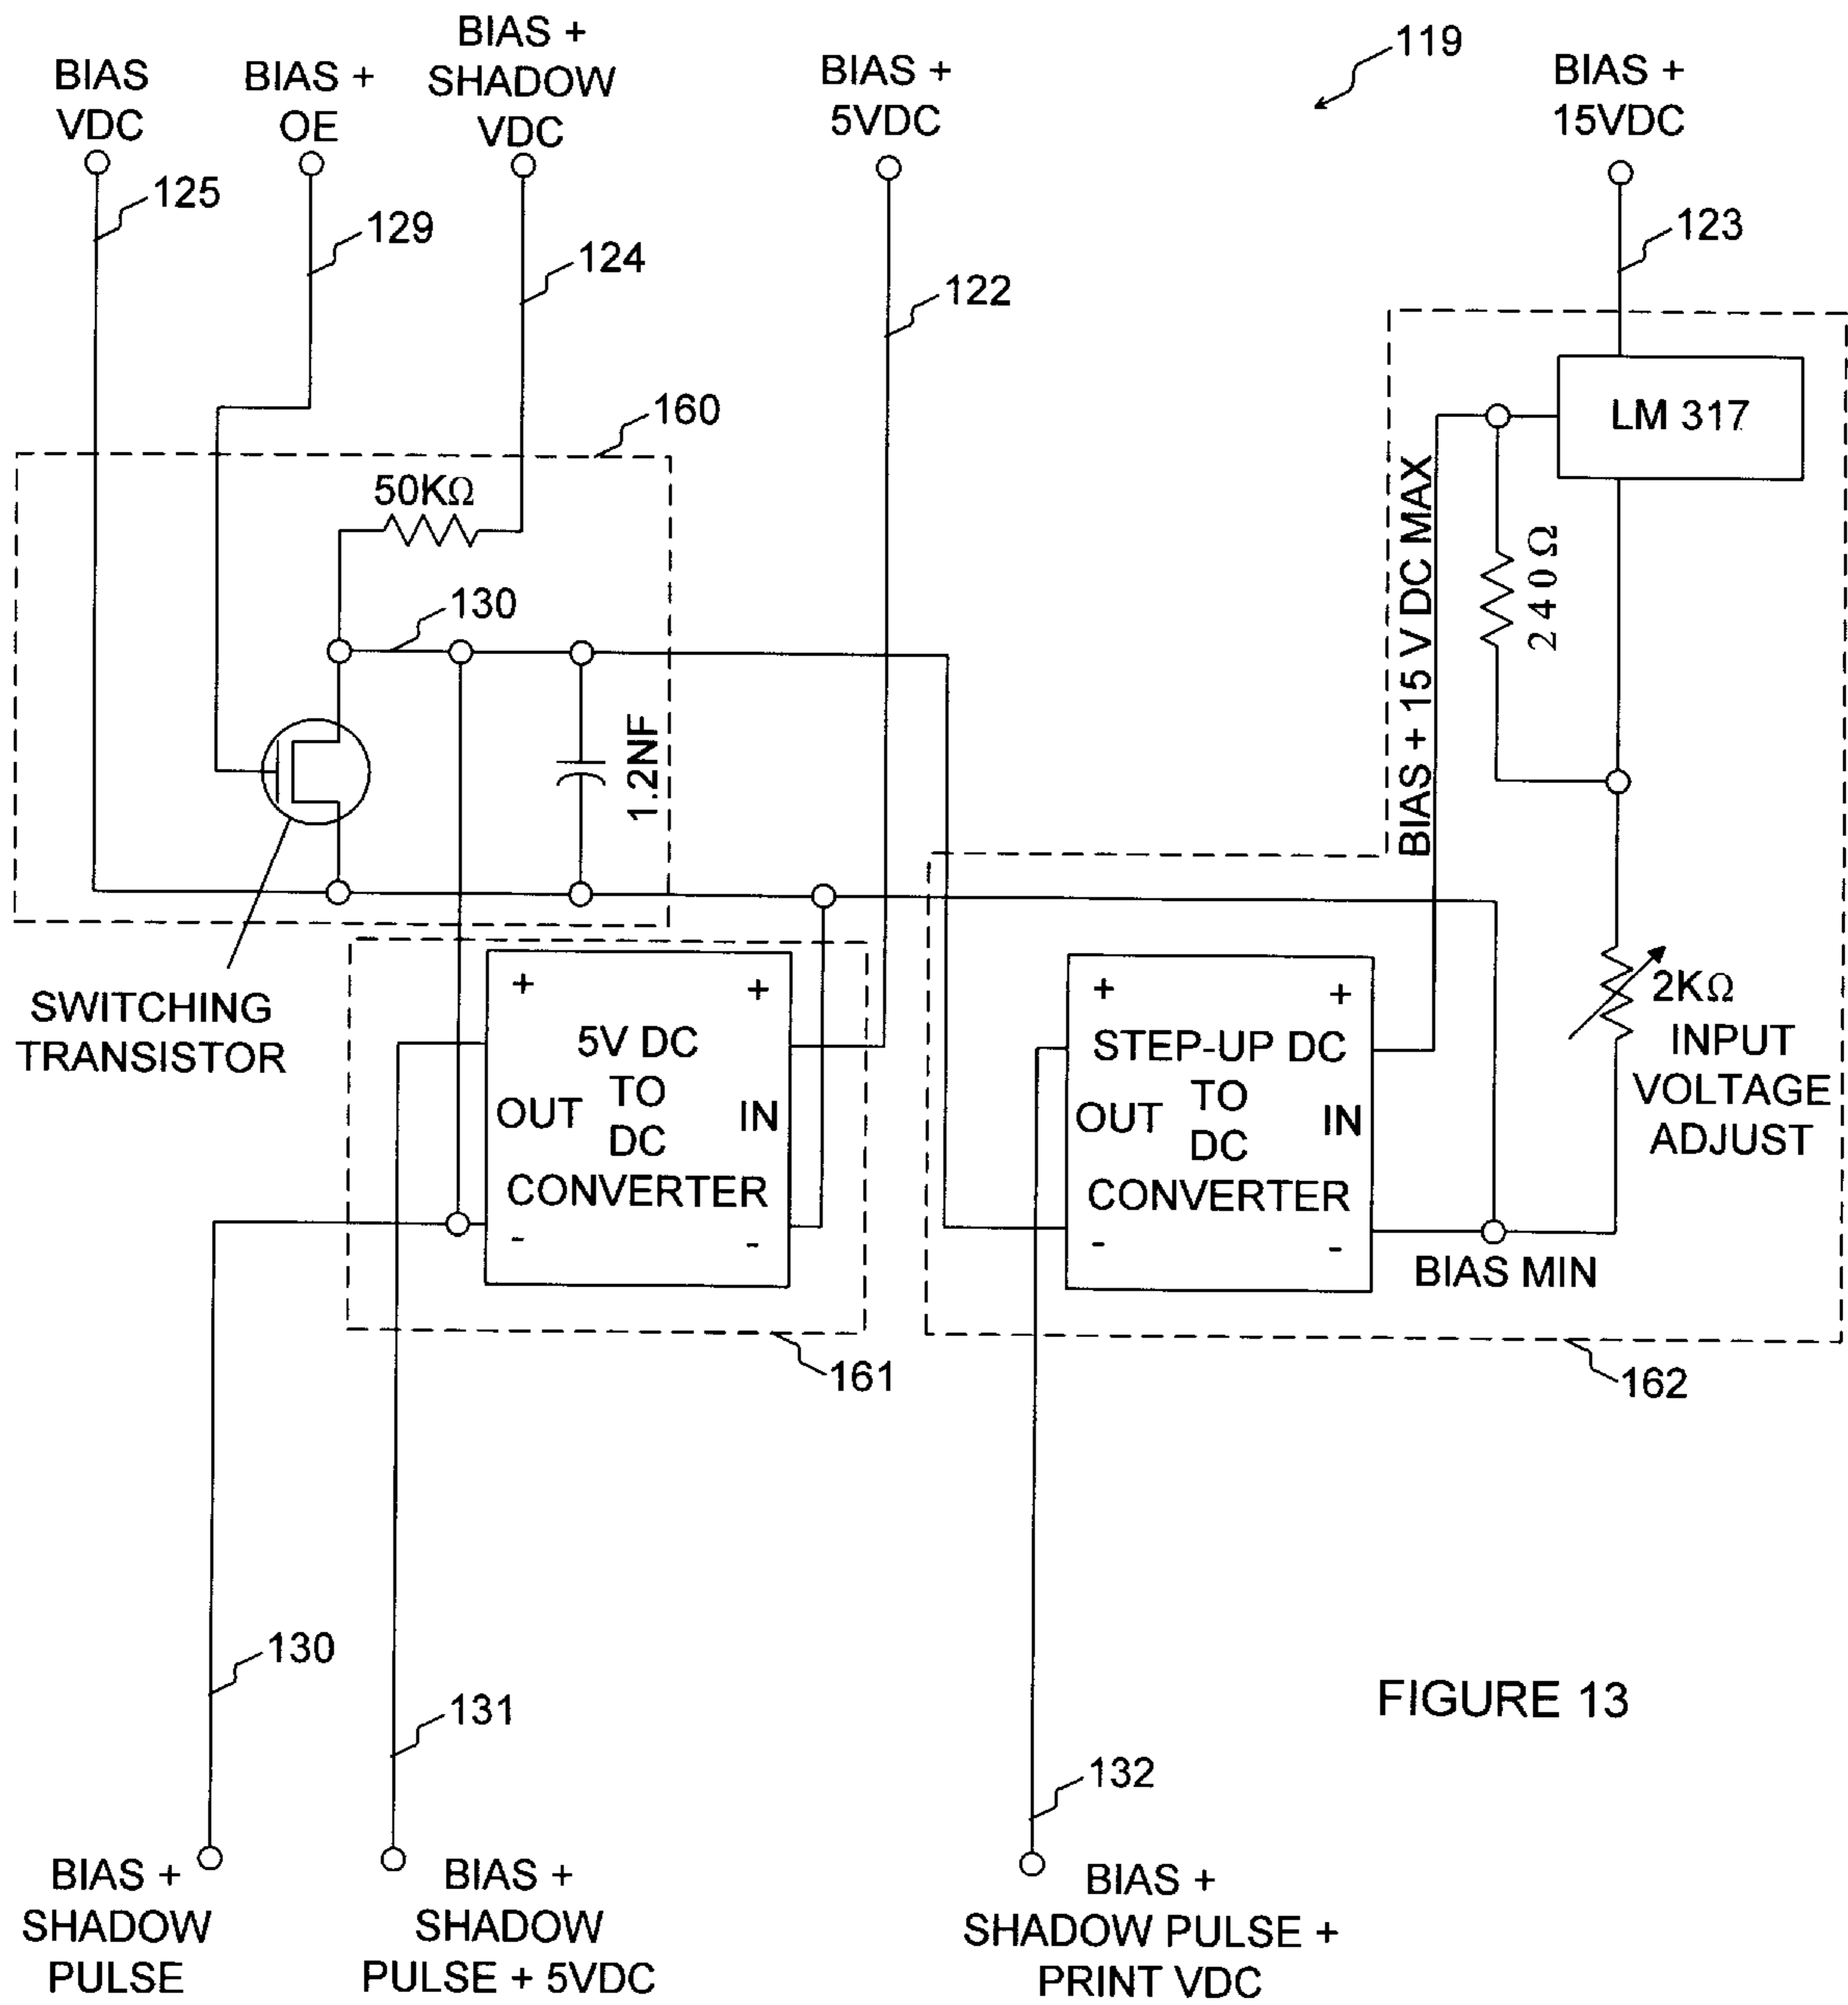 BIAS
VDC
BIAS +
OE
BIAS +
SHADOW
VDC
BIAS +
5VDC
119
BIAS +
15VDC
125
129
124
122
123
160
50KΩ
130
1.2NF
SWITCHING
TRANSISTOR
LM 317
BIAS + 15 V DC MAX
240Ω
2KΩ
INPUT
VOLTAGE
ADJUST
+ +
5V DC
OUT TO IN
DC
CONVERTER
- -
161
+ +
STEP-UP DC
OUT TO IN
DC
CONVERTER
- -
BIAS MIN
162
130
131
132
FIGURE 13
BIAS +
SHADOW
PULSE
BIAS +
SHADOW
PULSE + 5VDC
BIAS +
SHADOW PULSE +
PRINT VDC